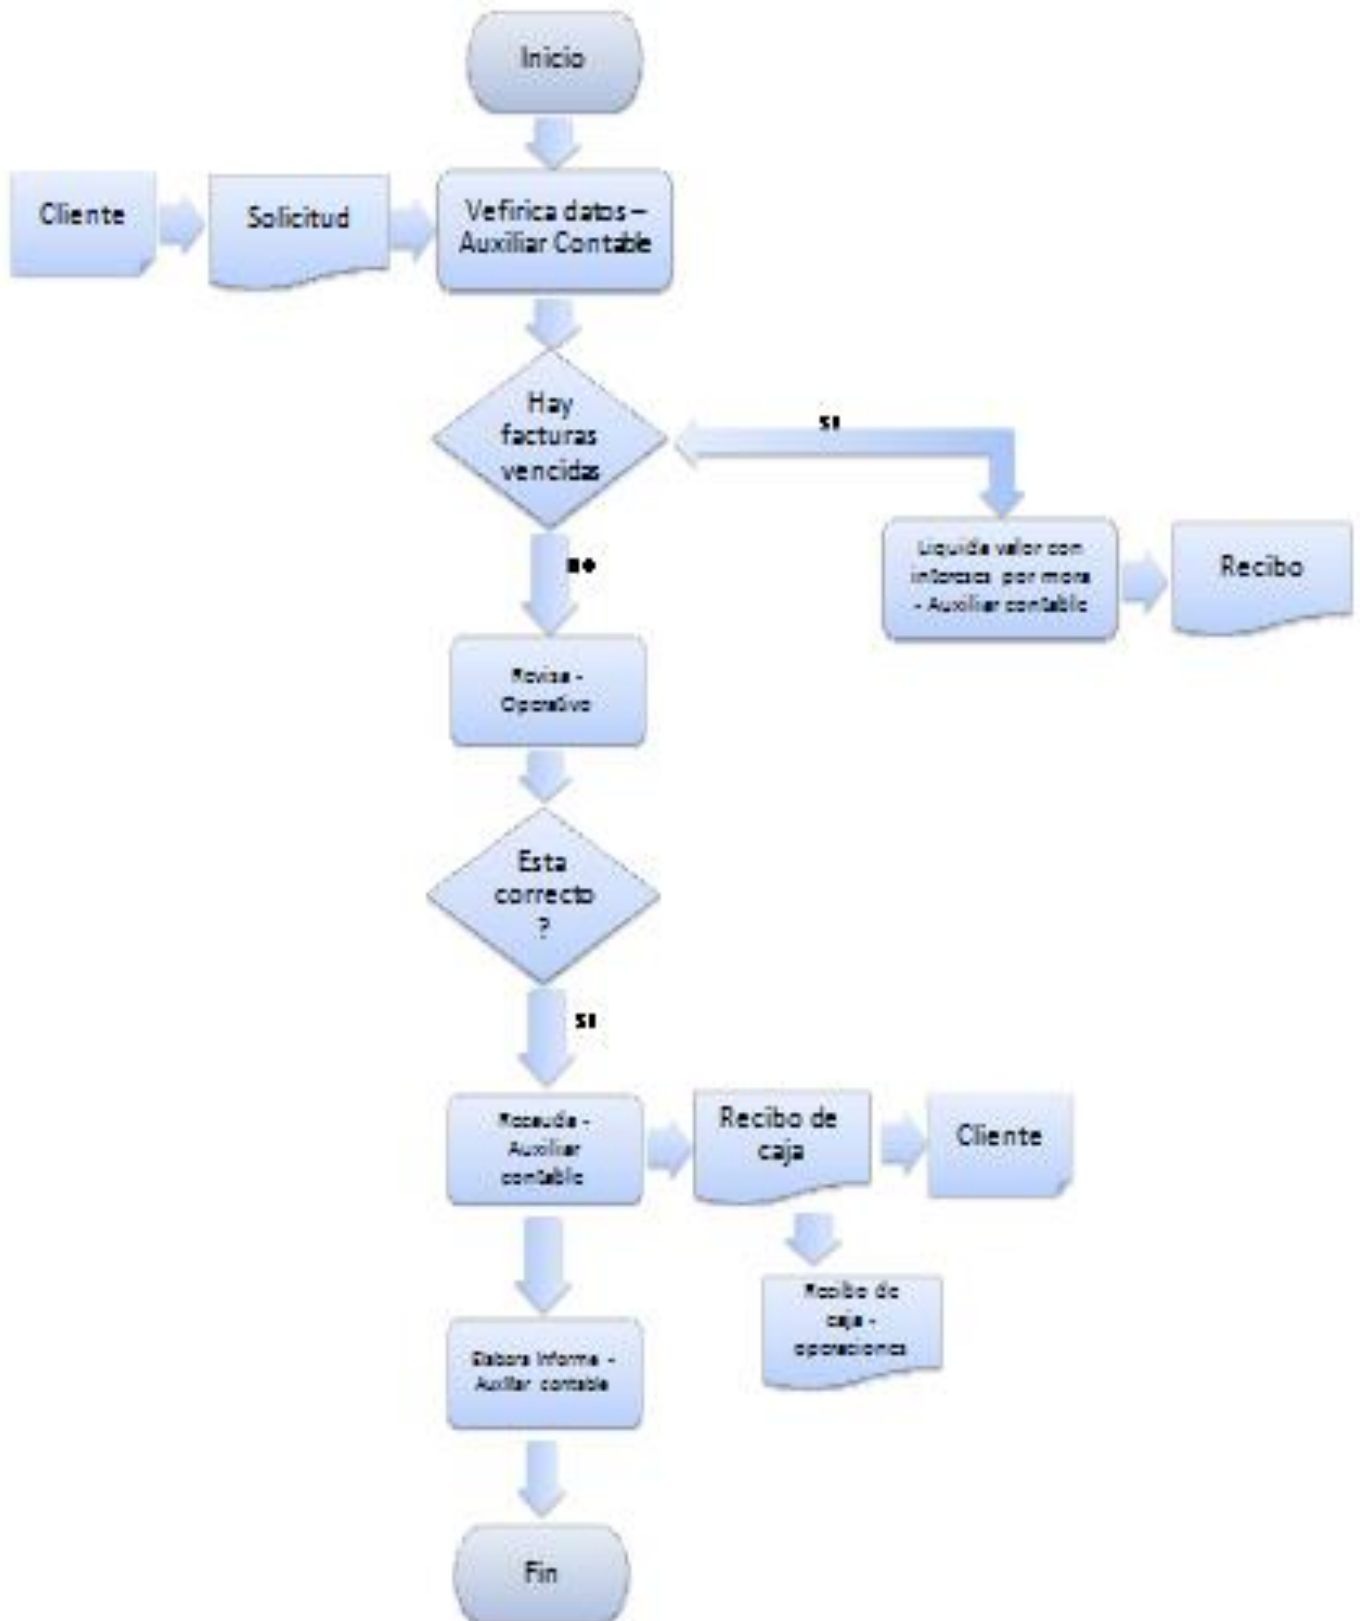 Inicio
Cliente
Solicitud
Vefirica datos –
Auxiliar Contable
Hay
facturas
vencidas
SI
NO
Liquida valor con
intereses por mora
- Auxiliar contable
Recibo
Revisa -
Operativo
Esta
correcto
?
SI
Recauda -
Auxiliar
contable
Recibo de
caja
Cliente
Recibo de
caja -
operaciones
Elabora informe -
Auxiliar contable
Fin